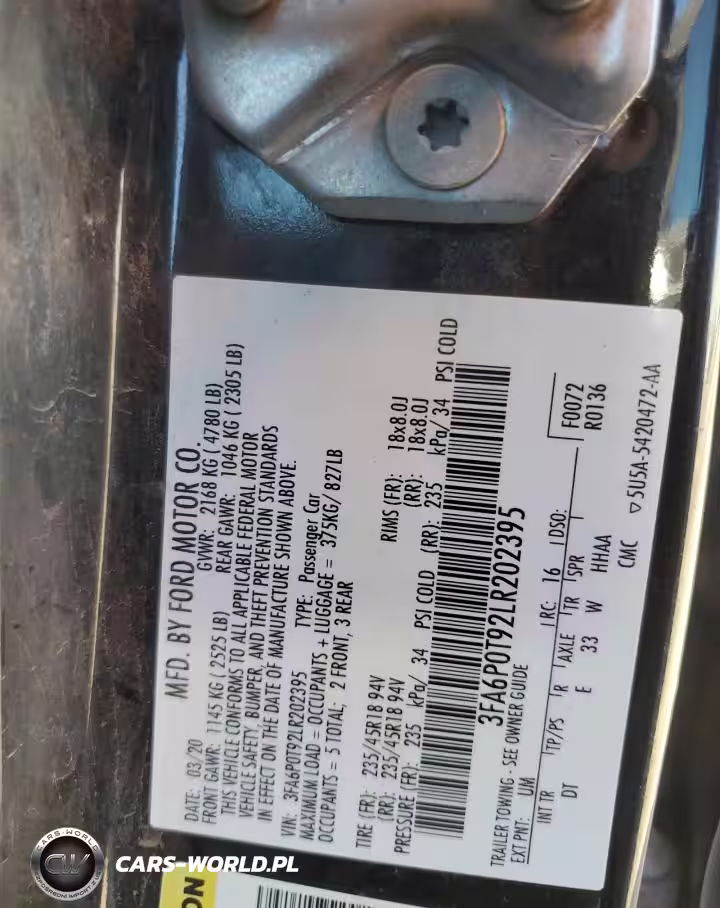 MFD. BY FORD MOTOR CO.
DATE: 03/20 GVWR: 2168 KG ( 4780 LB)
FRONT GAWR: 1145 KG ( 2525 LB) REAR GAWR: 1046 KG ( 2305 LB)
THIS VEHICLE CONFORMS TO ALL APPLICABLE FEDERAL MOTOR
VEHICLE SAFETY, BUMPER, AND THEFT PREVENTION STANDARDS
IN EFFECT ON THE DATE OF MANUFACTURE SHOWN ABOVE.
VIN: 3FA6P0T92LR202395 TYPE: Passenger Car
MAXIMUM LOAD = OCCUPANTS + LUGGAGE = 375KG/ 827LB
OCCUPANTS = 5 TOTAL; 2 FRONT, 3 REAR
TIRE (FR): 235/45R18 94V RIMS (FR): 18x8.0J
(RR): 235/45R18 94V (RR): 18x8.0J
PRESSURE (FR): 235 kPa/ 34 PSI COLD (RR): 235 kPa/ 34 PSI COLD
3FA6P0T92LR202395
TRAILER TOWING - SEE OWNER GUIDE
EXT PNT: UM RC: 16 DSO: F0072
R0136
INT TR TP/PS R AXLE TR SPR
DT E 33 W HHAA
CMC
▽5U5A-5420472-AA
ON
CARS-WORLD
CW
CARS-WORLD.PL